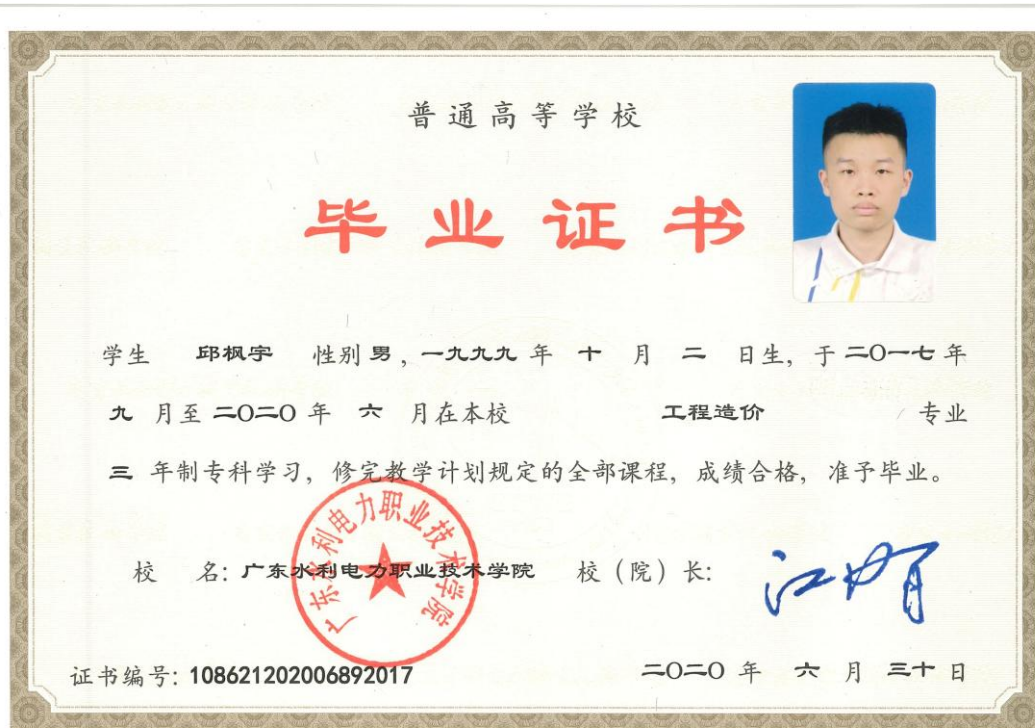 普通高等学校
毕业证书
学生 邱枫宇 性别 男，一九九九 年 十 月 二 日生，于 二〇一七 年
九 月至 二〇二〇 年 六 月在本校 工程造价 专业
三 年制专科学习，修完教学计划规定的全部课程，成绩合格，准予毕业。
广东水利电力职业技术学院
校 名: 广东水利电力职业技术学院 校（院）长:
证书编号: 108621202006892017 二〇二〇 年 六 月 三十 日